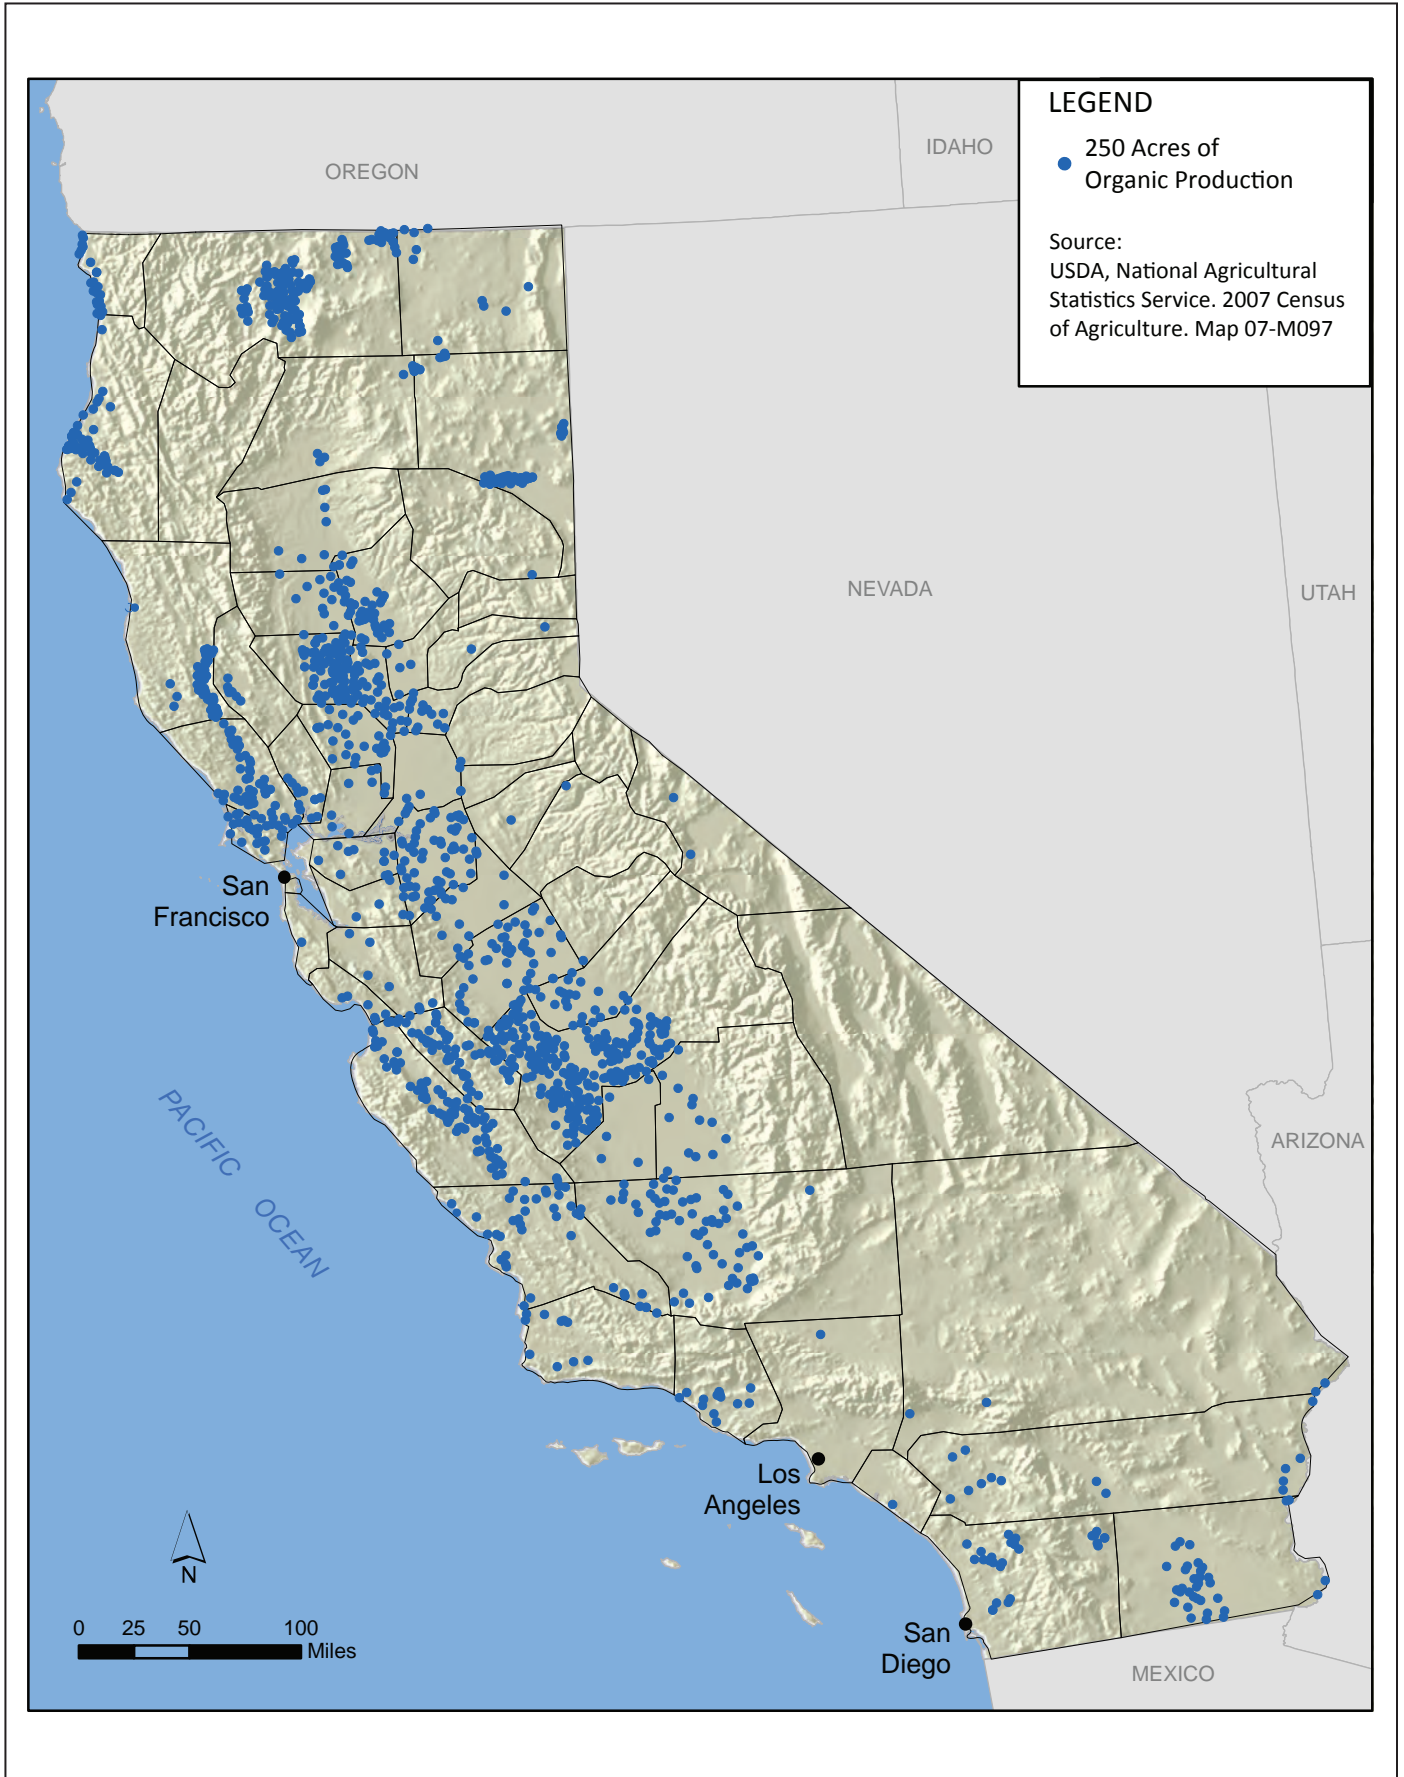 LEGEND
250 Acres of
Organic Production
Source:
USDA, National Agricultural
Statistics Service. 2007 Census
of Agriculture. Map 07-M097
OREGON
IDAHO
NEVADA
UTAH
San
Francisco
PACIFIC
OCEAN
ARIZONA
Los
Angeles
San
Diego
MEXICO
N
0 25 50 100
Miles